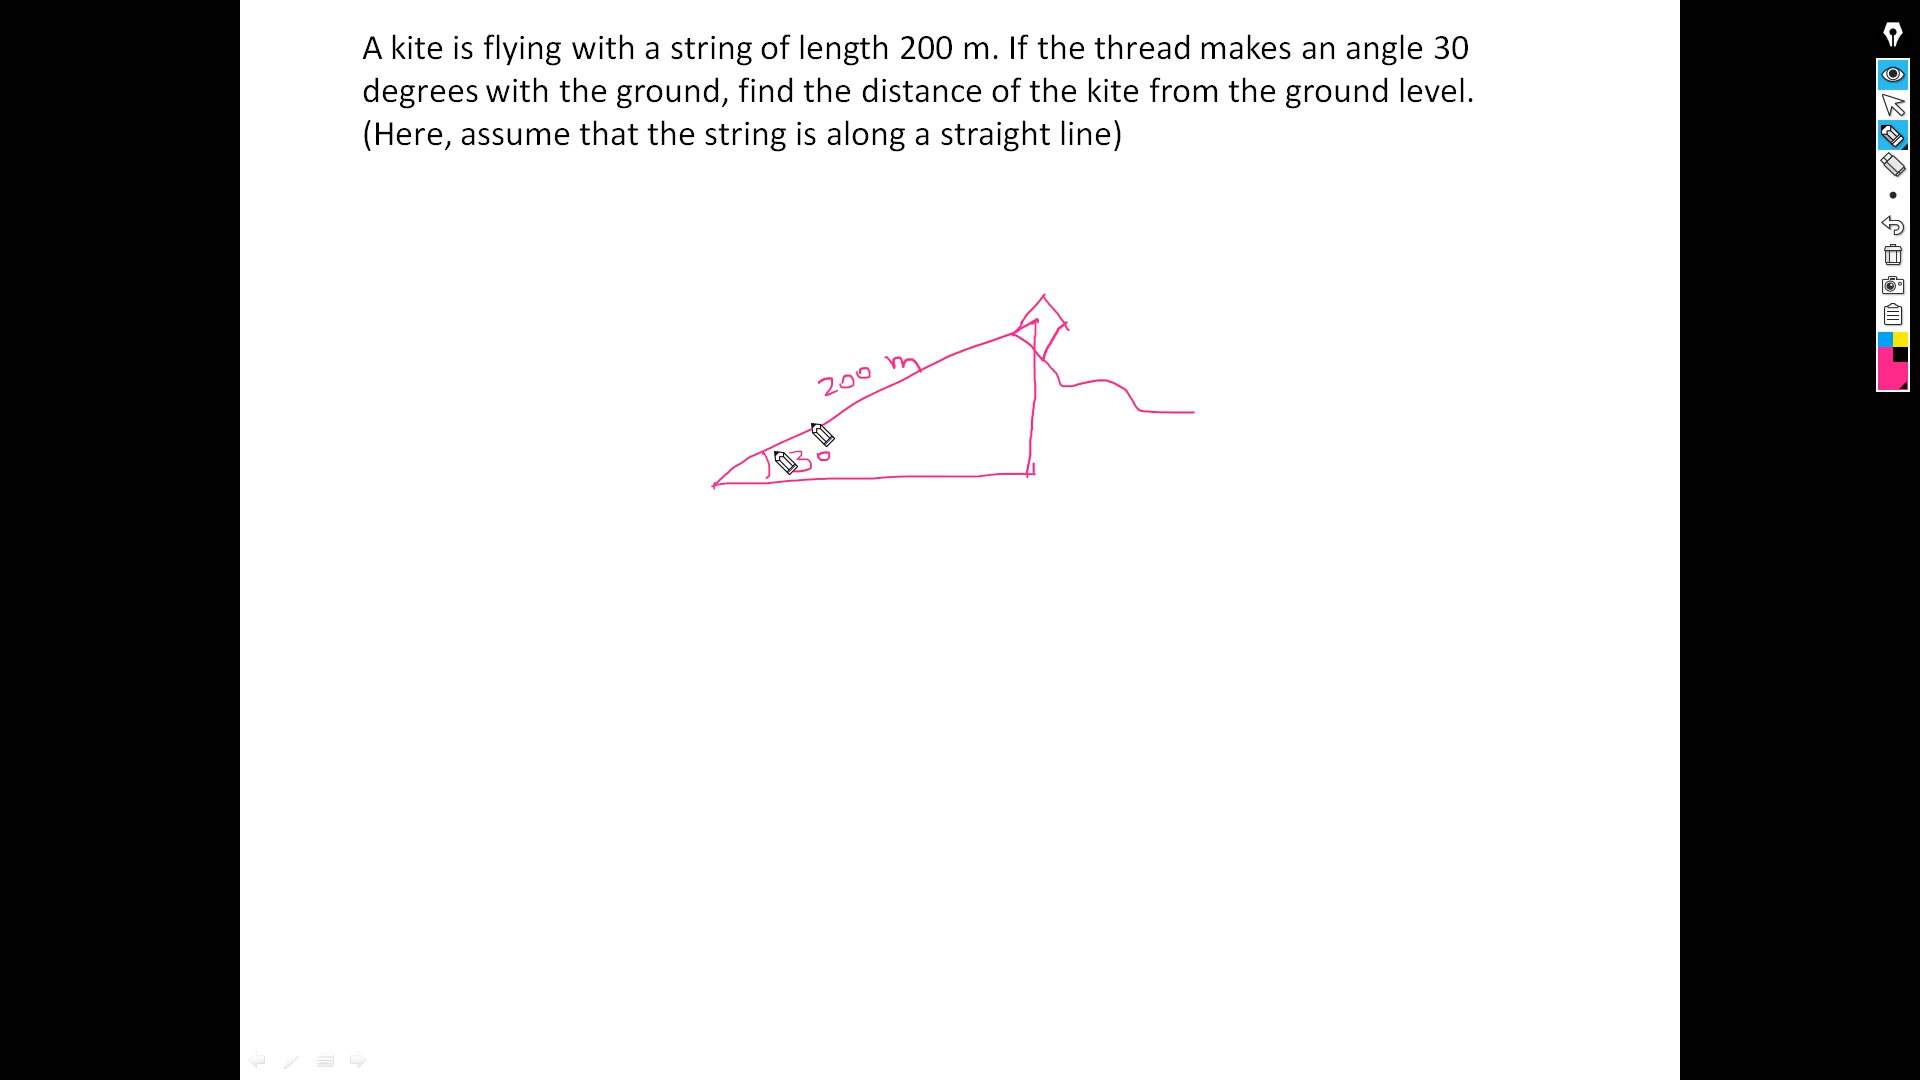 A kite is flying with a string of length 200 m. If the thread makes an angle 30
degrees with the ground, find the distance of the kite from the ground level.
(Here, assume that the string is along a straight line)
200 m
30